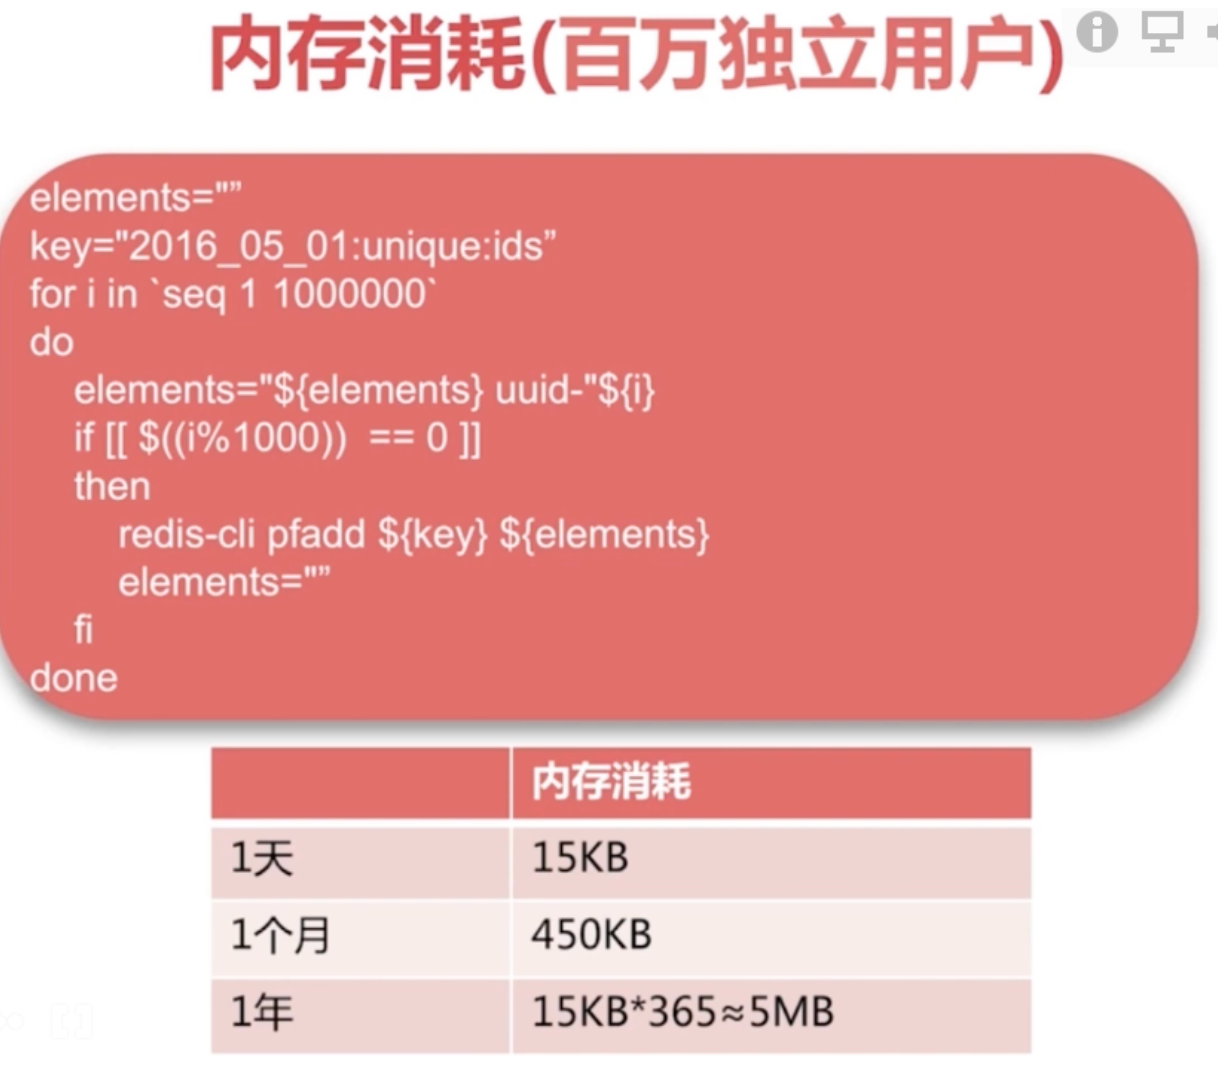 内存消耗(百万独立用户)
elements="”
key="2016_05_01:unique:ids”
for i in `seq 1 1000000`
do
elements="${elements} uuid-"${i}
if [[ $((i%1000))  == 0 ]]
then
redis-cli pfadd ${key} ${elements}
elements="”
fi
done
内存消耗
1天 15KB
1个月 450KB
1年 15KB*365≈5MB